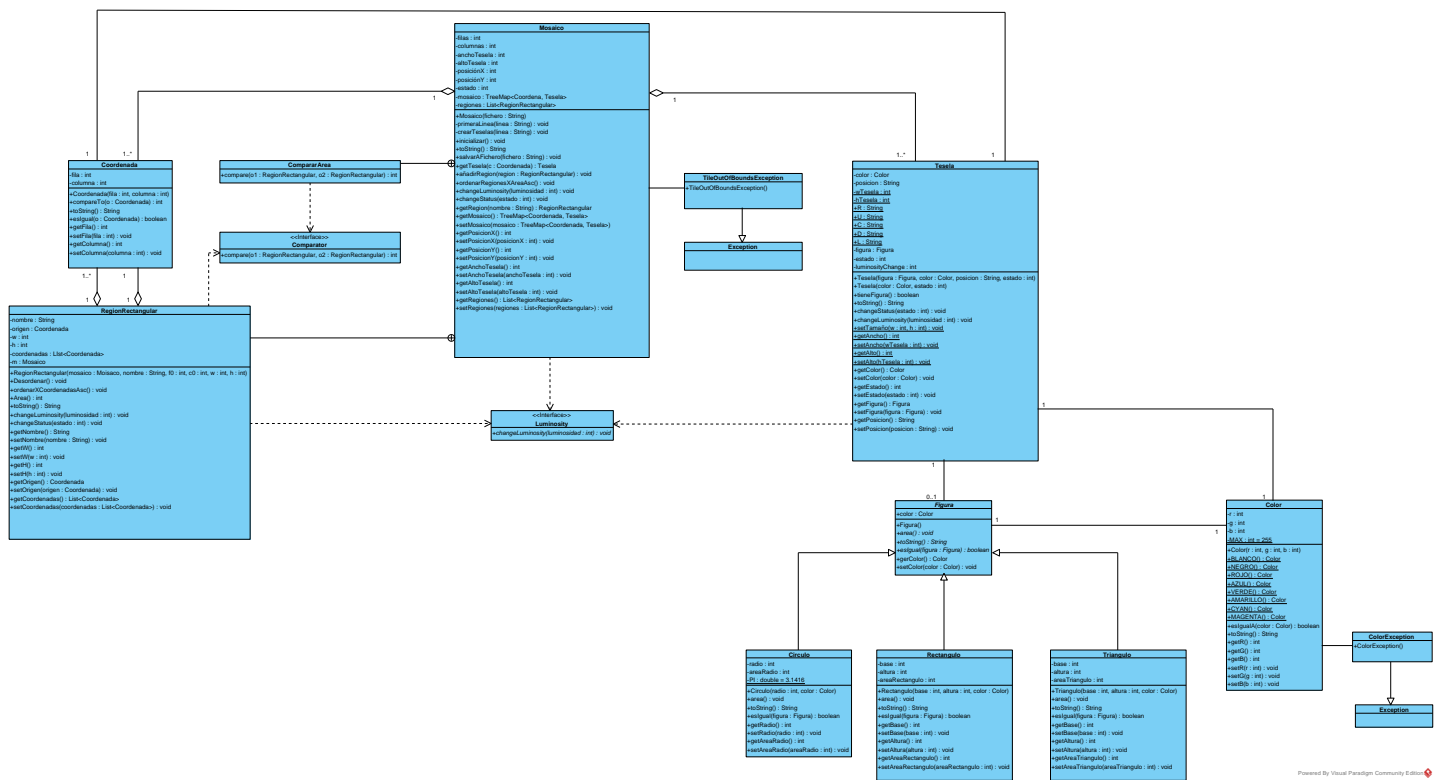 Mosaico
-filas : int
-columnas : int
-anchoTesela : int
-altoTesela : int
-posiciónX : int
-posiciónY : int
-estado : int
-mosaico : TreeMap<Coordena, Tesela>
-regiones : List<RegionRectangular>
+Mosaico(fichero : String)
-primeraLinea(linea : String) : void
-crearTeselas(linea : String) : void
+inicializar() : void
+toString() : String
+salvarAFichero(fichero : String) : void
+getTesela(c : Coordenada) : Tesela
+añadirRegion(region : RegionRectangular) : void
+ordenarRegionesXAreaAsc() : void
+changeLuminosity(luminosidad : int) : void
+changeStatus(estado : int) : void
+getRegion(nombre : String) : RegionRectangular
+getMosaico() : TreeMap<Coordenada, Tesela>
+setMosaico(mosaico : TreeMap<Coordenada, Tesela>)
+getPosicionX() : int
+setPosicionX(posicionX : int) : void
+getPosicionY() : int
+setPosicionY(posicionY : int) : void
+getAnchoTesela() : int
+setAnchoTesela(anchoTesela : int) : void
+getAltoTesela() : int
+setAltoTesela(altoTesela : int) : void
+getRegiones() : List<RegionRectangular>
+setRegiones(regiones : List<RegionRectangular>) : void
1
1
1
1..*
1..*
1
Coordenada
-fila : int
-columna : int
+Coordenada(fila : int, columna : int)
+compareTo(o : Coordenada) : int
+toString() : String
+esIgual(o : Coordenada) : boolean
+getFila() : int
+setFila(fila : int) : void
+getColumna() : int
+setColumna(columna : int) : void
1..*
1
1
1
CompararArea
+compare(o1 : RegionRectangular, o2 : RegionRectangular) : int
<<Interface>>
Comparator
+compare(o1 : RegionRectangular, o2 : RegionRectangular) : int
TileOutOfBoundsException
+TileOutOfBoundsException()
Exception
Tesela
-color : Color
-posicion : String
-wTesela : int
-hTesela : int
+R : String
+U : String
+C : String
+D : String
+L : String
-figura : Figura
-estado : int
-luminosityChange : int
+Tesela(figura : Figura, color : Color, posicion : String, estado : int)
+Tesela(color : Color, estado : int)
+tieneFigura() : boolean
+toString() : String
+changeStatus(estado : int) : void
+changeLuminosity(luminosidad : int) : void
+setTamaño(w : int, h : int) : void
+getAncho() : int
+setAncho(wTesela : int) : void
+getAlto() : int
+setAlto(hTesela : int) : void
+getColor() : Color
+setColor(color : Color) : void
+getEstado() : int
+setEstado(estado : int) : void
+getFigura() : Figura
+setFigura(figura : Figura) : void
+getPosicion() : String
+setPosicion(posicion : String) : void
RegionRectangular
-nombre : String
-origen : Coordenada
-w : int
-h : int
-coordenadas : List<Coordenada>
-m : Mosaico
+RegionRectangular(mosaico : Moisaco, nombre : String, f0 : int, c0 : int, w : int, h : int)
+Desordenar() : void
+ordenarXCoordenadasAsc() : void
+Area() : int
+toString() : String
+changeLuminosity(luminosidad : int) : void
+changeStatus(estado : int) : void
+getNombre() : String
+setNombre(nombre : String) : void
+getW() : int
+setW(w : int) : void
+getH() : int
+setH(h : int) : void
+getOrigen() : Coordenada
+setOrigen(origen : Coordenada) : void
+getCoordenadas() : List<Coordenada>
+setCoordenadas(coordenadas : List<Coordenada>) : void
<<Interface>>
Luminosity
+changeLuminosity(luminosidad : int) : void
1
1
1
0..1
Figura
+color : Color
+Figura()
+area() : void
+toString() : String
+esIgual(figura : Figura) : boolean
+getColor() : Color
+setColor(color : Color) : void
1
1
Color
-r : int
-g : int
-b : int
-MAX : int = 255
+Color(r : int, g : int, b : int)
+BLANCO() : Color
+NEGRO() : Color
+ROJO() : Color
+AZUL() : Color
+VERDE() : Color
+AMARILLO() : Color
+CYAN() : Color
+MAGENTA() : Color
+esIgualA(color : Color) : boolean
+toString() : String
+getR() : int
+getG() : int
+getB() : int
+setR(r : int) : void
+setG(g : int) : void
+setB(b : int) : void
ColorException
+ColorException()
Exception
Circulo
-radio : int
-areaRadio : int
-PI : double = 3.1416
+Circulo(radio : int, color : Color)
+area() : void
+toString() : String
+esIgual(figura : Figura) : boolean
+getRadio() : int
+setRadio(radio : int) : void
+getAreaRadio() : int
+setAreaRadio(areaRadio : int) : void
Rectangulo
-base : int
-altura : int
-areaRectangulo : int
+Rectangulo(base : int, altura : int, color : Color)
+area() : void
+toString() : String
+esIgual(figura : Figura) : boolean
+getBase() : int
+setBase(base : int) : void
+getAltura() : int
+setAltura(altura : int) : void
+getAreaRectangulo() : int
+setAreaRectangulo(areaRectangulo : int) : void
Triangulo
-base : int
-altura : int
-areaTriangulo : int
+Triangulo(base : int, altura : int, color : Color)
+area() : void
+toString() : String
+esIgual(figura : Figura) : boolean
+getBase() : int
+setBase(base : int) : void
+getAltura() : int
+setAltura(altura : int) : void
+getAreaTriangulo() : int
+setAreaTriangulo(areaTriangulo : int) : void
Powered By Visual Paradigm Community Edition